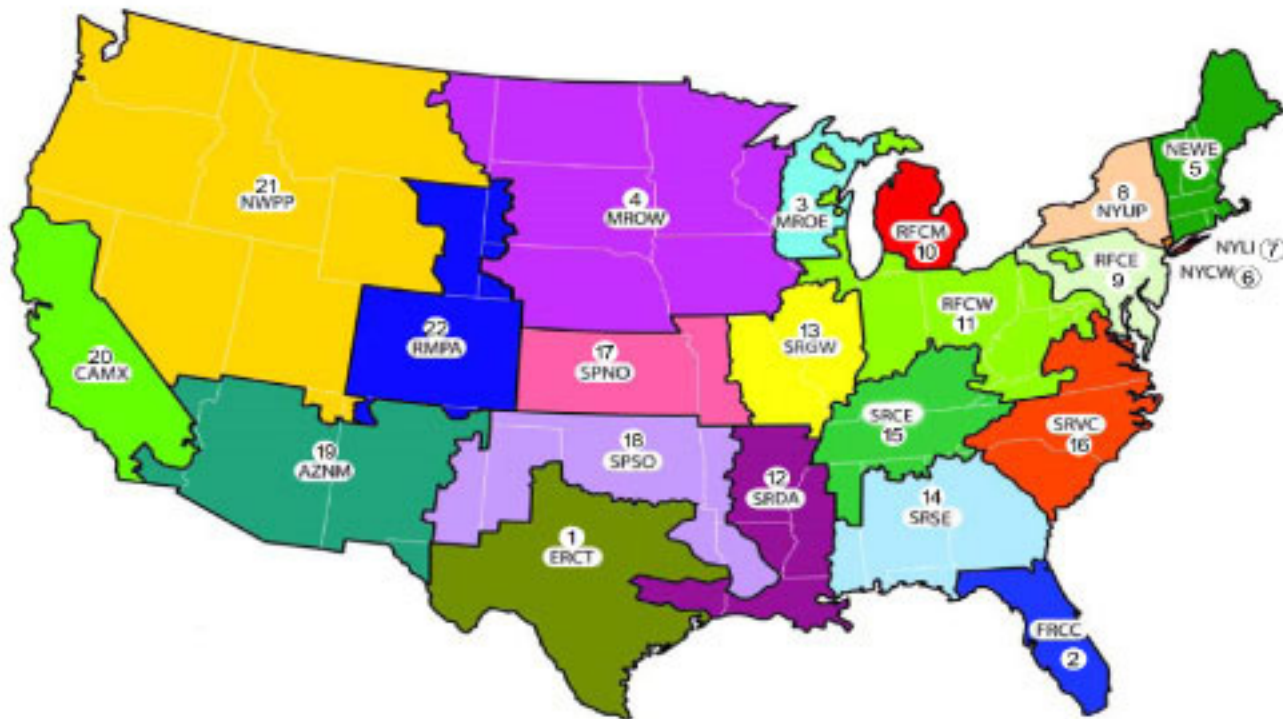 21
NWPP
4
MROW
3
MROE
RFCM
10
NEWE
5
8
NYUP
NYLI 7
NYCW 6
RFCE
9
RFCW
11
22
RMPA
13
SRGW
17
SPNO
20
CAMX
SRCE
15
SRVC
16
18
SPSO
19
AZNM
12
SRDA
14
SRSE
1
ERCT
FRCC
2